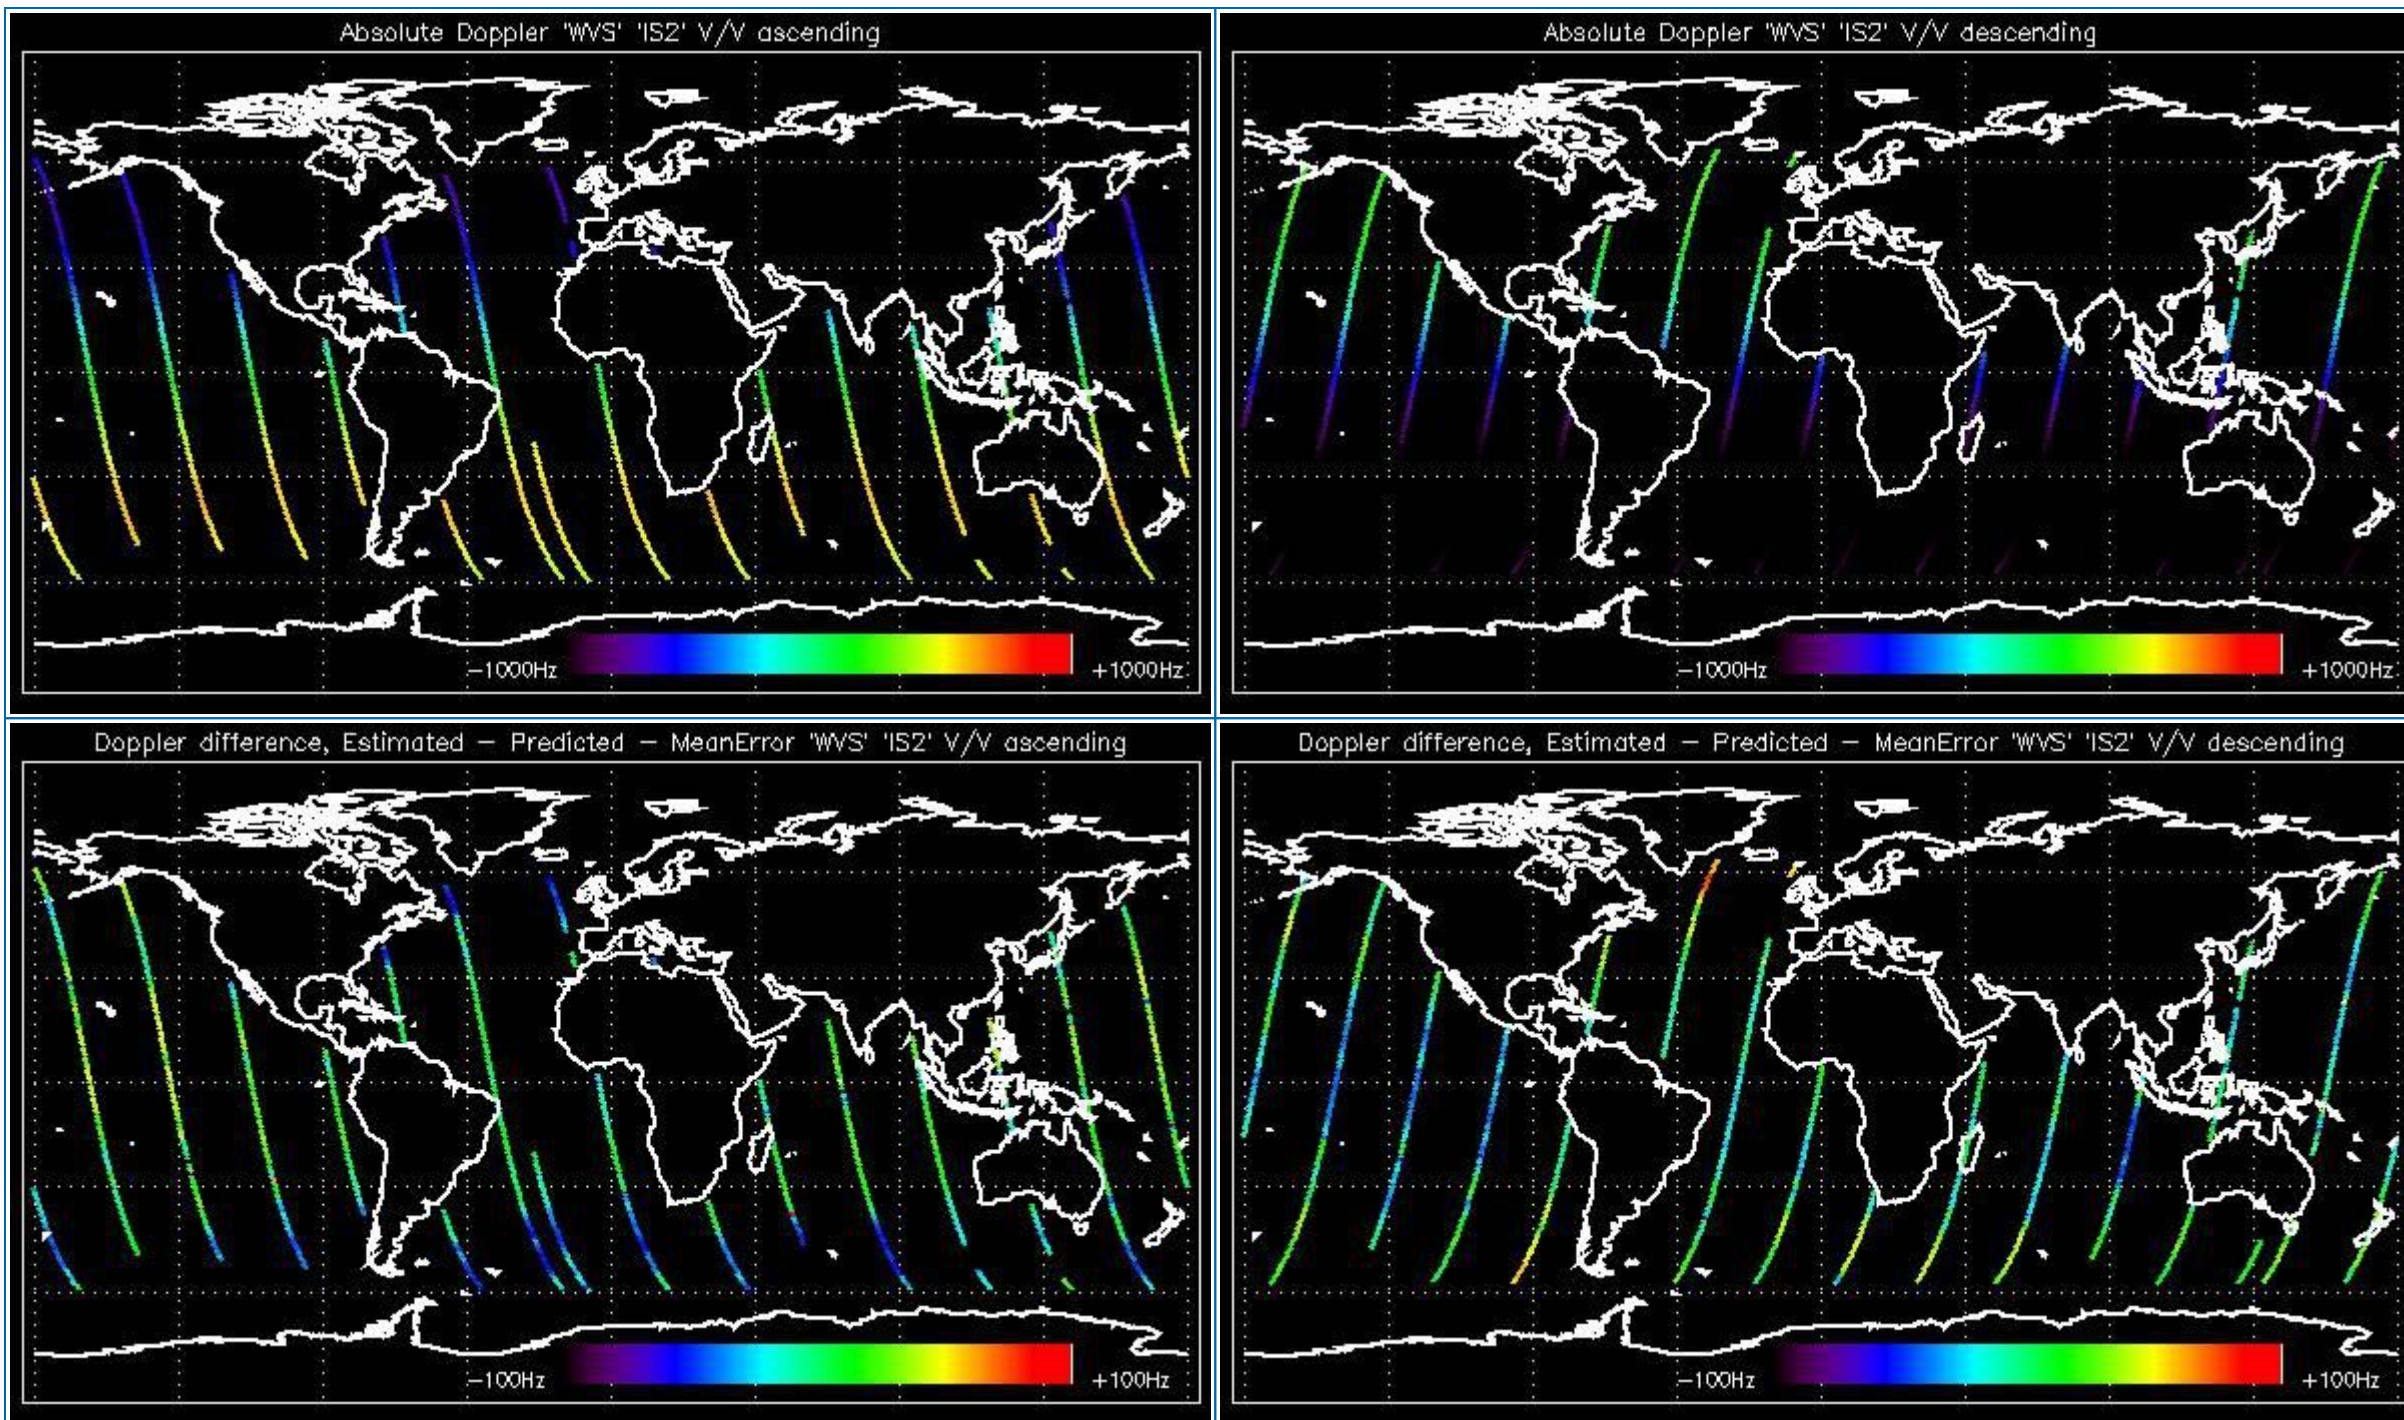 Absolute Doppler 'WVS' 'IS2' V/V ascending
-1000Hz +1000Hz
Absolute Doppler 'WVS' 'IS2' V/V descending
-1000Hz +1000Hz
Doppler difference, Estimated - Predicted - MeanError 'WVS' 'IS2' V/V ascending
-100Hz +100Hz
Doppler difference, Estimated - Predicted - MeanError 'WVS' 'IS2' V/V descending
-100Hz +100Hz